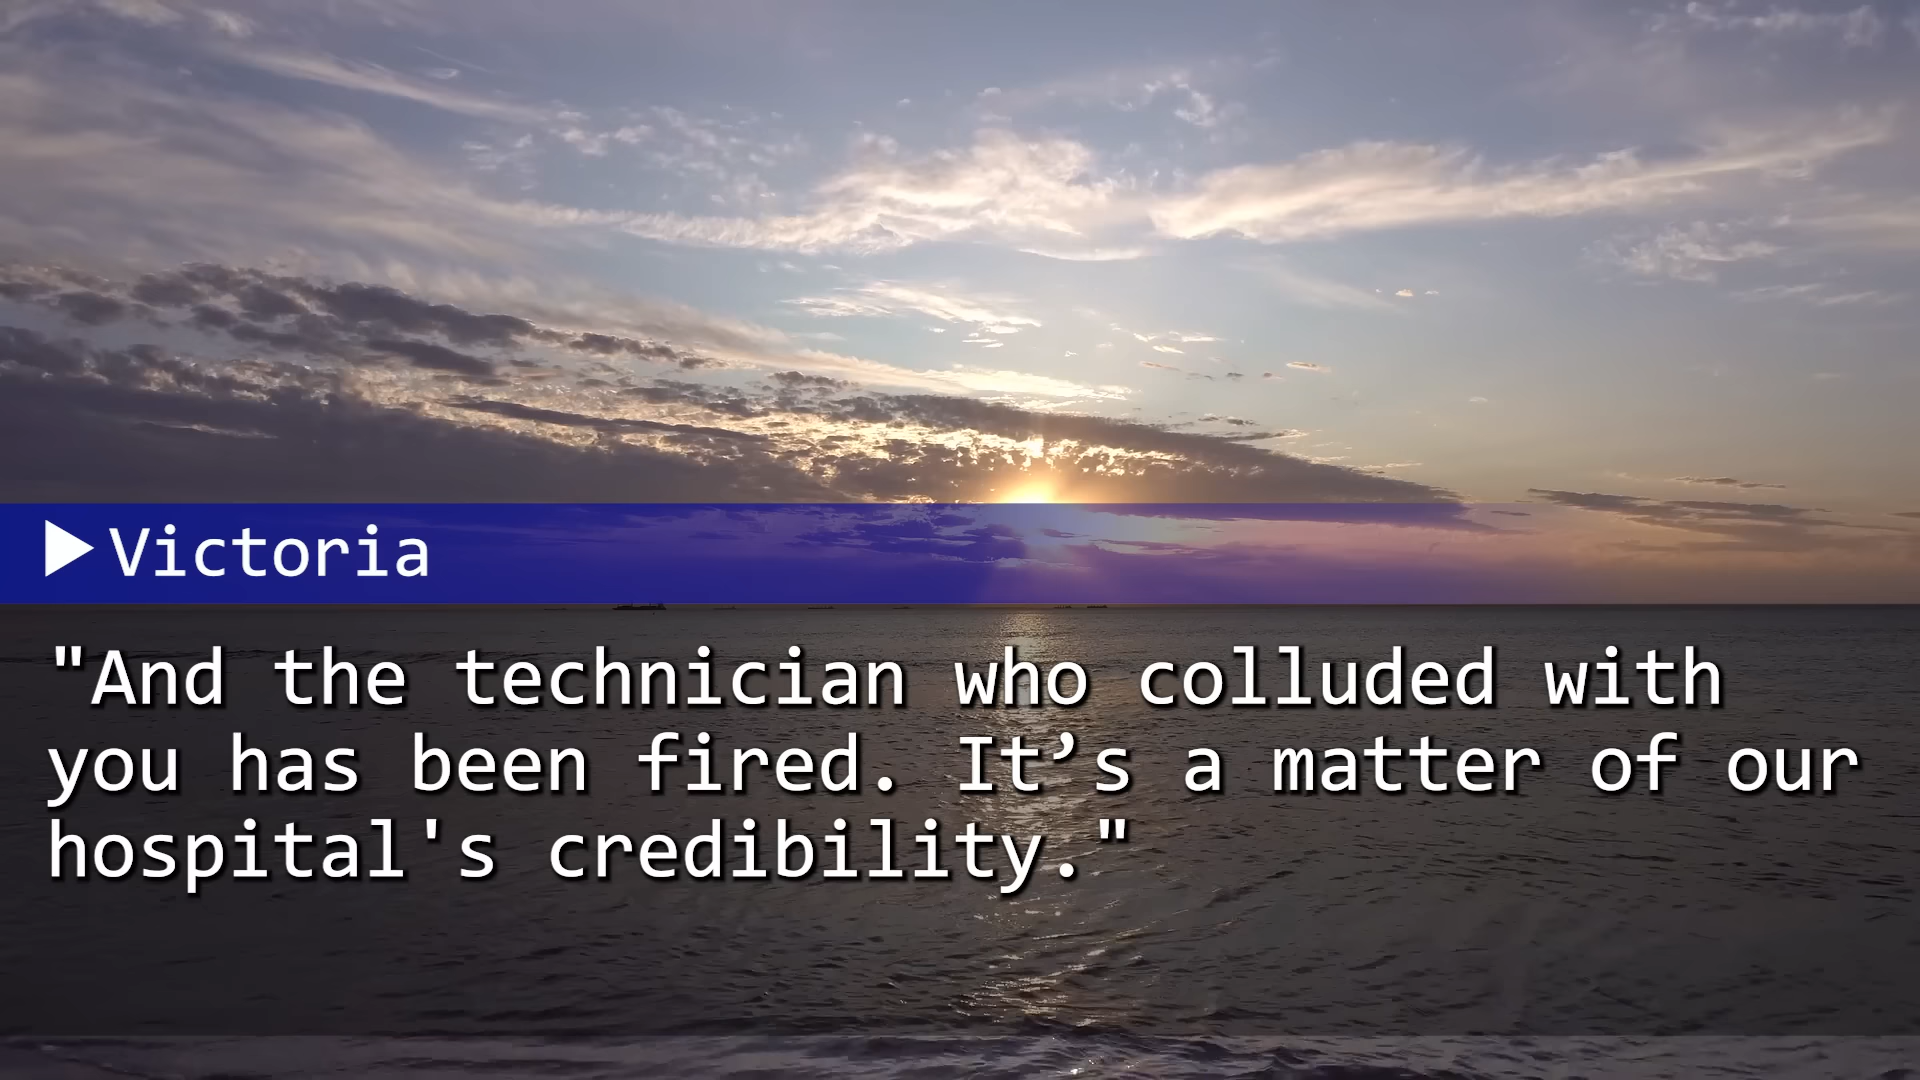 Victoria
"And the technician who colluded with
you has been fired. It’s a matter of our
hospital's credibility."